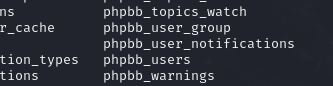 ns phpbb_topics_watch
r_cache phpbb_user_group
phpbb_user_notifications
tion_types phpbb_users
tions phpbb_warnings